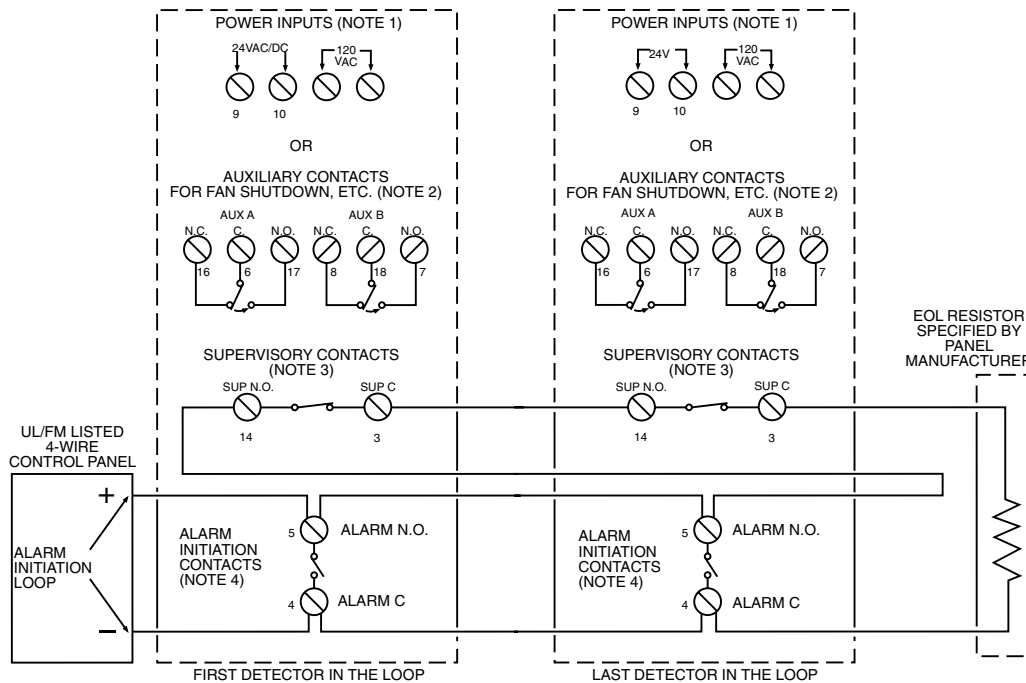 POWER INPUTS (NOTE 1)
24VAC/DC
120
VAC
9
10
OR
AUXILIARY CONTACTS
FOR FAN SHUTDOWN, ETC. (NOTE 2)
AUX A
AUX B
N.C.
C.
N.O.
N.C.
C.
N.O.
16
6
17
8
18
7
SUPERVISORY CONTACTS
(NOTE 3)
SUP N.O.
SUP C
14
3
POWER INPUTS (NOTE 1)
24V
120
VAC
9
10
OR
AUXILIARY CONTACTS
FOR FAN SHUTDOWN, ETC. (NOTE 2)
AUX A
AUX B
N.C.
C.
N.O.
N.C.
C.
N.O.
16
6
17
8
18
7
SUPERVISORY CONTACTS
(NOTE 3)
SUP N.O.
SUP C
14
3
EOL RESISTOR
SPECIFIED BY
PANEL
MANUFACTURER
UL/FM LISTED
4-WIRE
CONTROL PANEL
+
ALARM
INITIATION
LOOP
–
ALARM
INITIATION
CONTACTS
(NOTE 4)
5
ALARM N.O.
4
ALARM C
FIRST DETECTOR IN THE LOOP
ALARM
INITIATION
CONTACTS
(NOTE 4)
5
ALARM N.O.
4
ALARM C
LAST DETECTOR IN THE LOOP